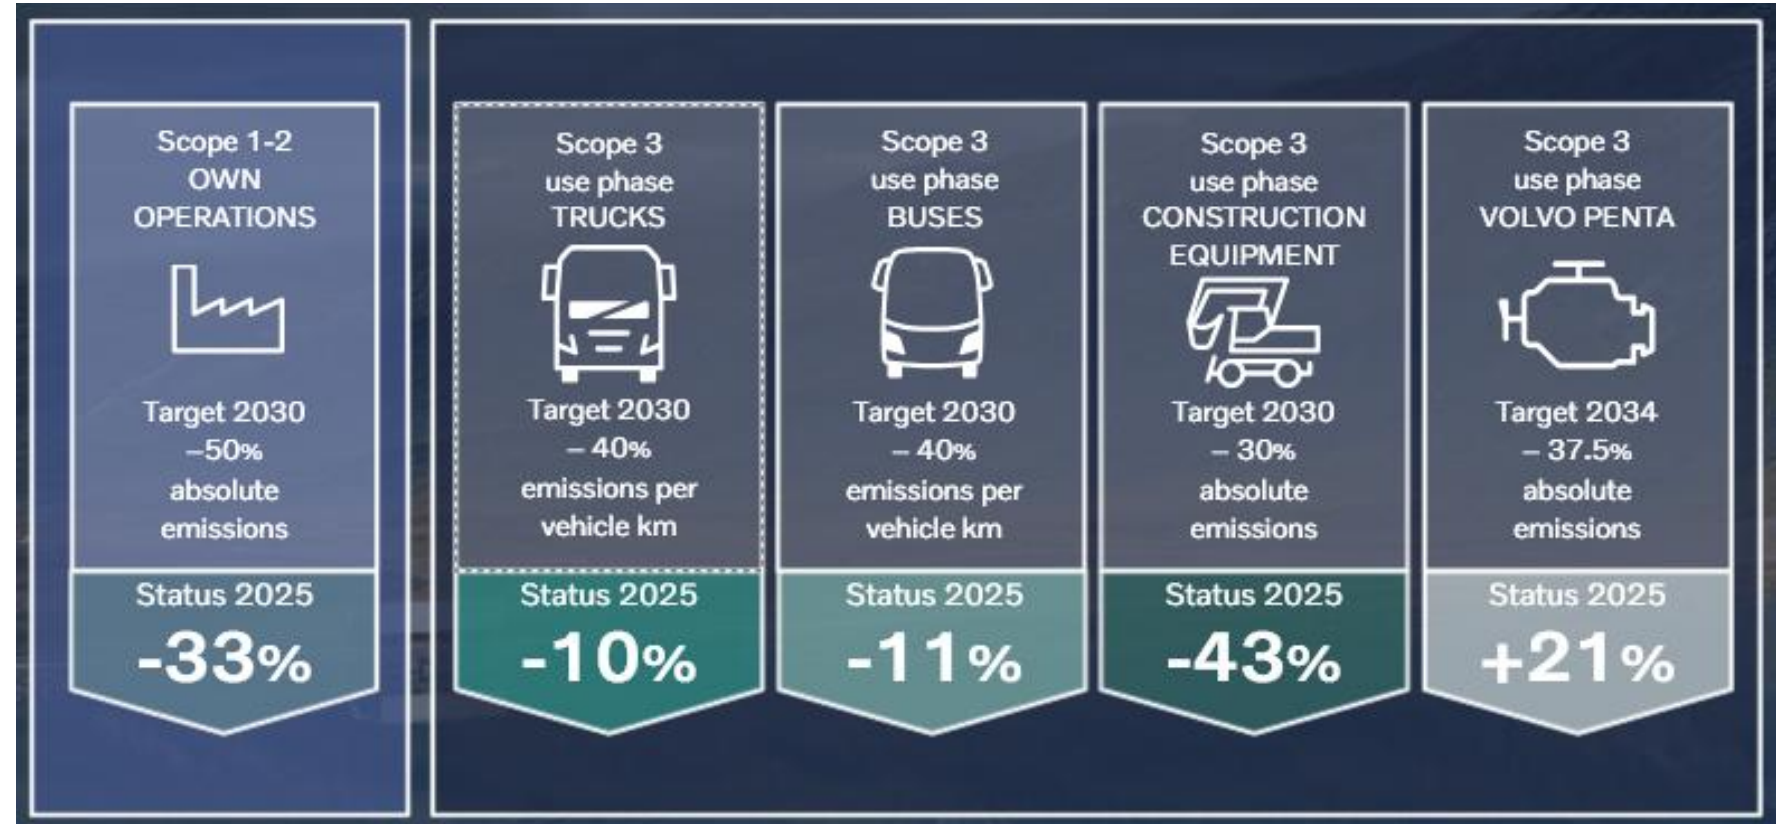 Scope 1-2
OWN
OPERATIONS
Target 2030
–50%
absolute
emissions
Status 2025
-33%
Scope 3
use phase
TRUCKS
Target 2030
– 40%
emissions per
vehicle km
Status 2025
-10%
Scope 3
use phase
BUSES
Target 2030
– 40%
emissions per
vehicle km
Status 2025
-11%
Scope 3
use phase
CONSTRUCTION
EQUIPMENT
Target 2030
– 30%
absolute
emissions
Status 2025
-43%
Scope 3
use phase
VOLVO PENTA
Target 2034
– 37.5%
absolute
emissions
Status 2025
+21%